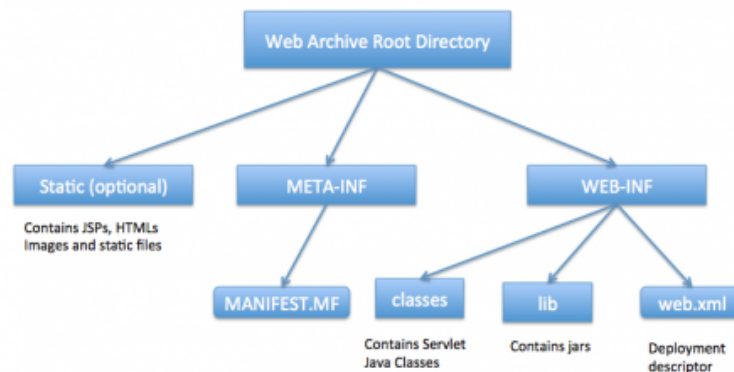 Web Archive Root Directory
Static (optional)
META-INF
WEB-INF
Contains JSPs, HTMLs
Images and static files
MANIFEST.MF
classes
lib
web.xml
Contains Servlet
Java Classes
Contains jars
Deployment
descriptor